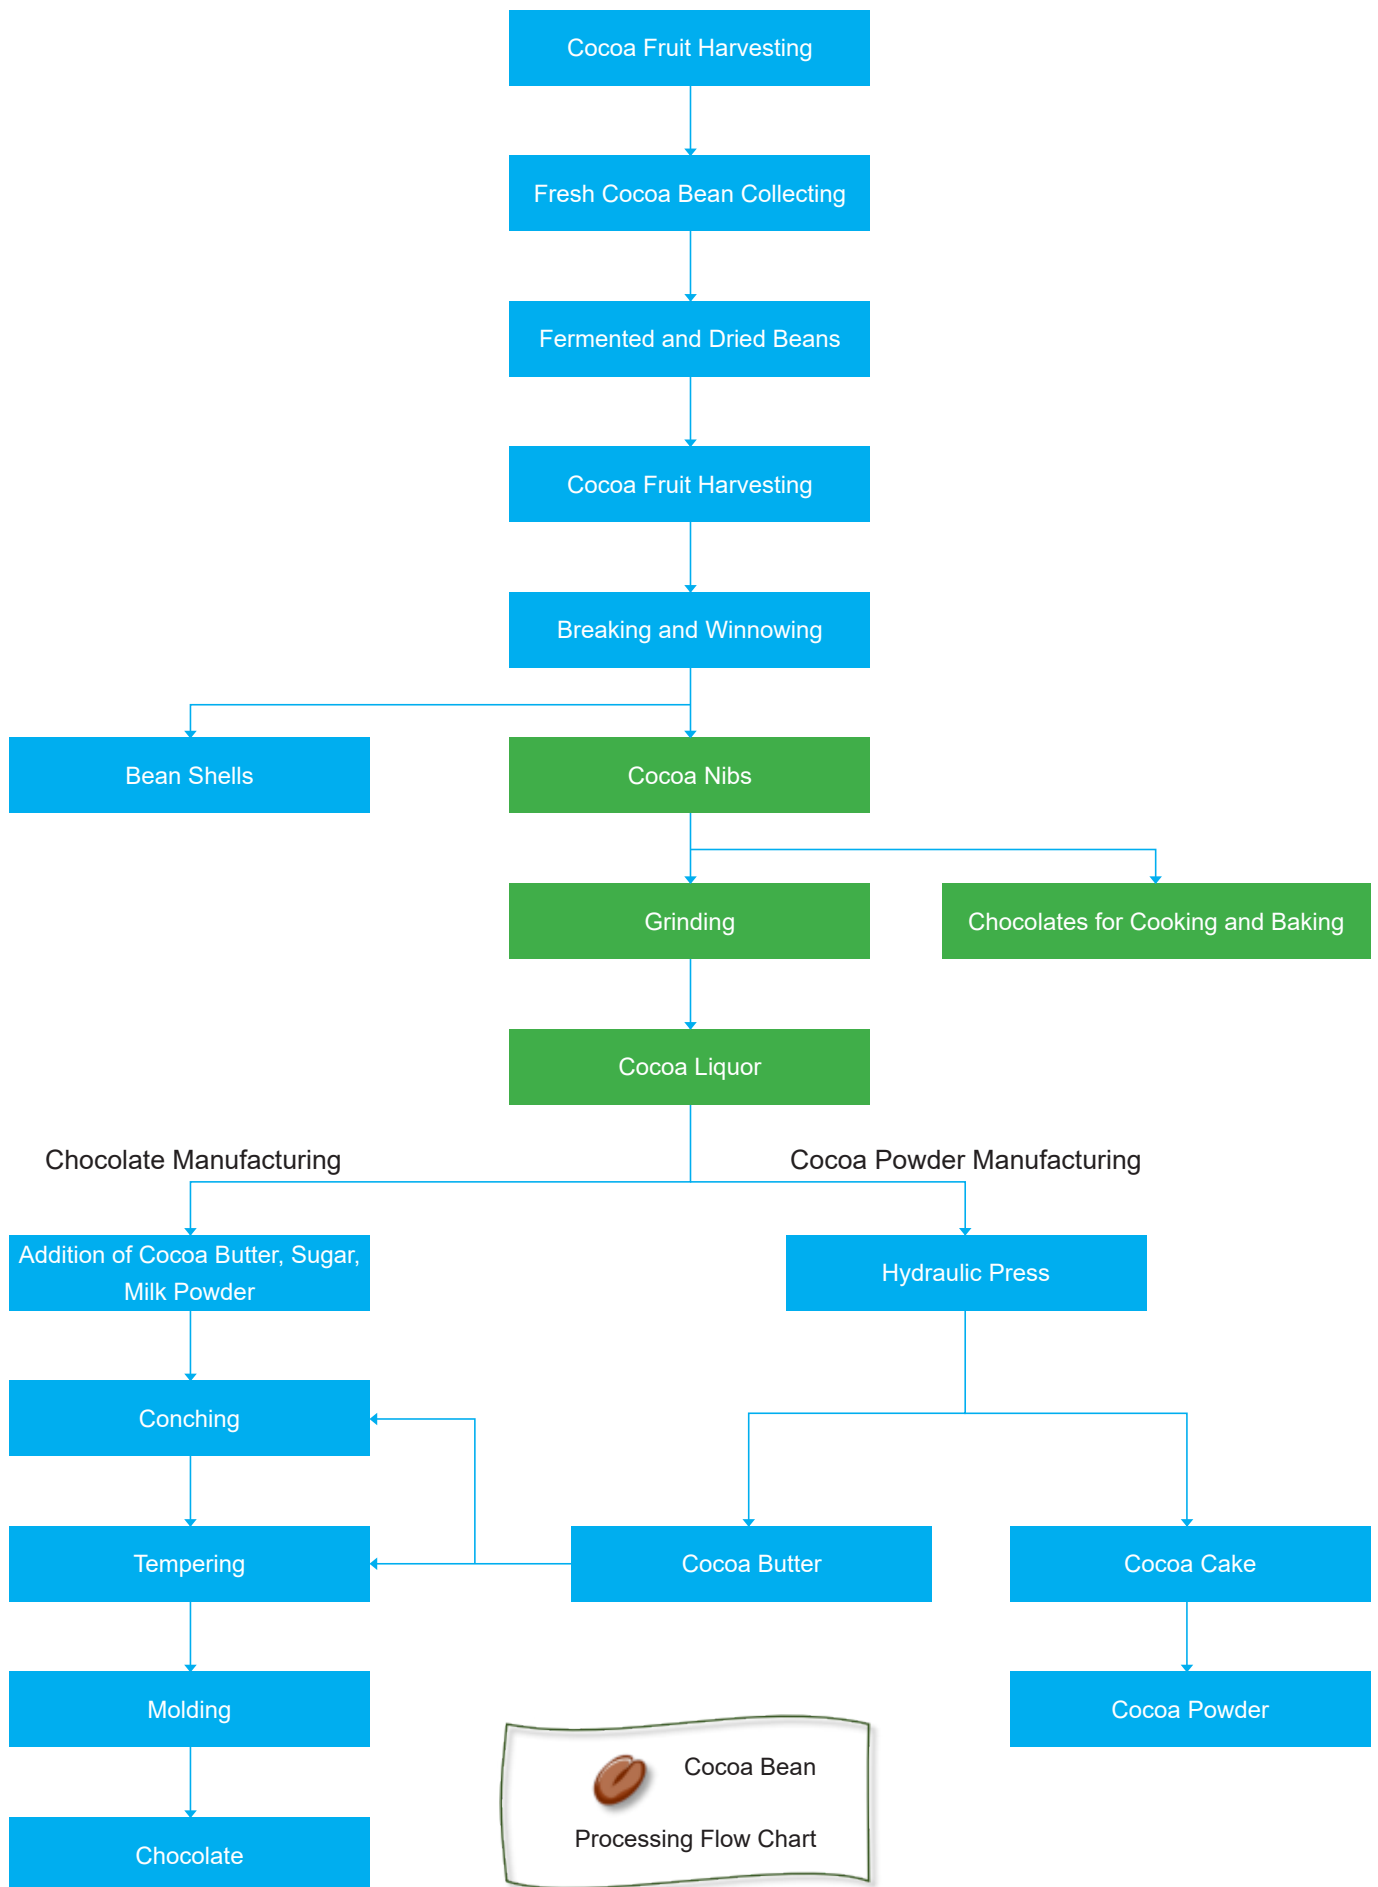 Cocoa Fruit Harvesting
Fresh Cocoa Bean Collecting
Fermented and Dried Beans
Cocoa Fruit Harvesting
Breaking and Winnowing
Bean Shells
Cocoa Nibs
Grinding
Chocolates for Cooking and Baking
Cocoa Liquor
Chocolate Manufacturing
Cocoa Powder Manufacturing
Addition of Cocoa Butter, Sugar,
Milk Powder
Hydraulic Press
Conching
Tempering
Cocoa Butter
Cocoa Cake
Molding
Cocoa Powder
Chocolate
Cocoa Bean
Processing Flow Chart